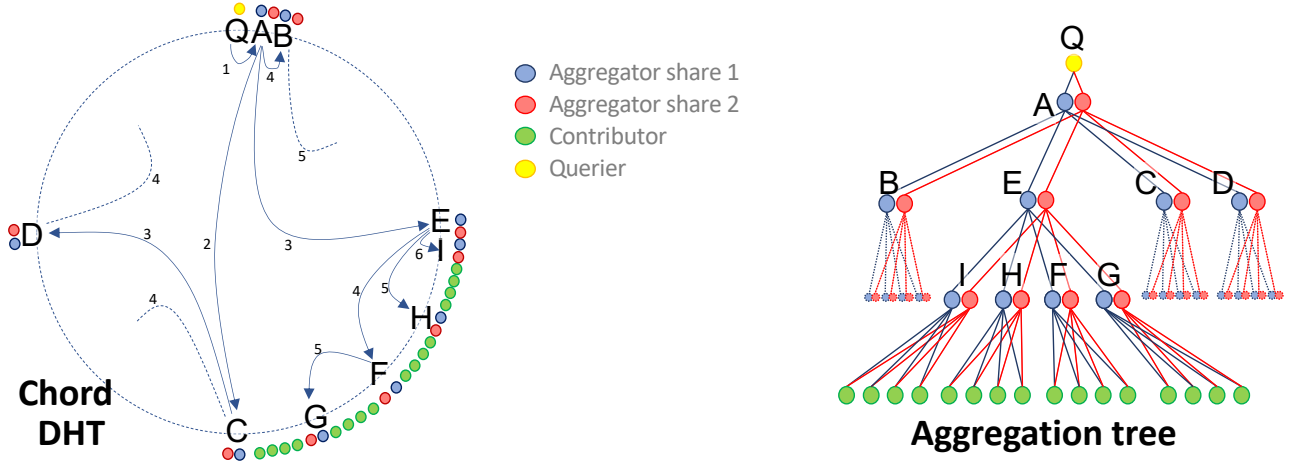 Q A B
1
4
5
4
D
3
2
3
E
6
I
4
5
H
5
F
4
G
C
Chord
DHT
Aggregator share 1
Aggregator share 2
Contributor
Querier
Q
A
B
E
C
D
I
H
F
G
Aggregation tree